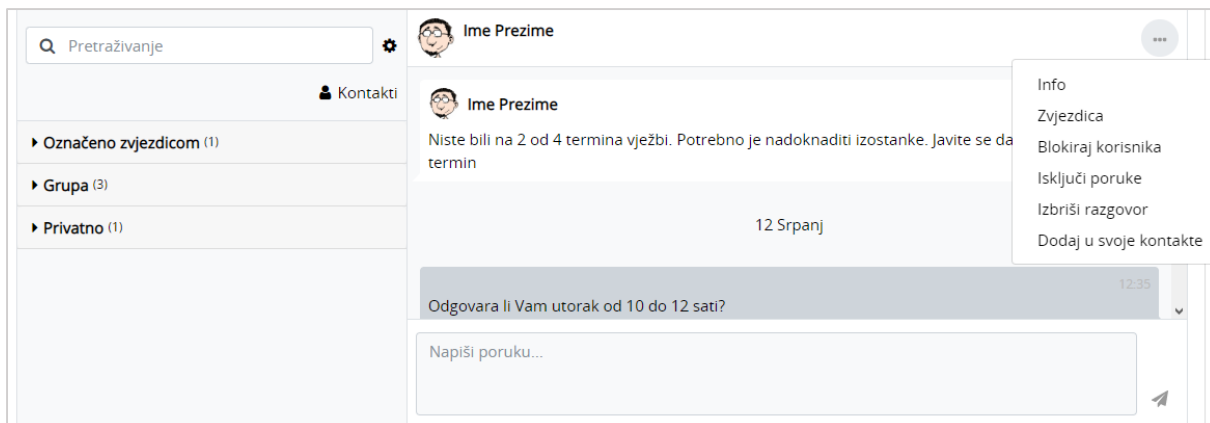 Pretraživanje
Kontakti
Označeno zvjezdicom (1)
Grupa (3)
Privatno (1)
Ime Prezime
Ime Prezime
Niste bili na 2 od 4 termina vježbi. Potrebno je nadoknaditi izostanke. Javite se da
termin
12 Srpanj
12:35
Odgovara li Vam utorak od 10 do 12 sati?
Napiši poruku...
Info
Zvjezdica
Blokiraj korisnika
Isključi poruke
Izbriši razgovor
Dodaj u svoje kontakte